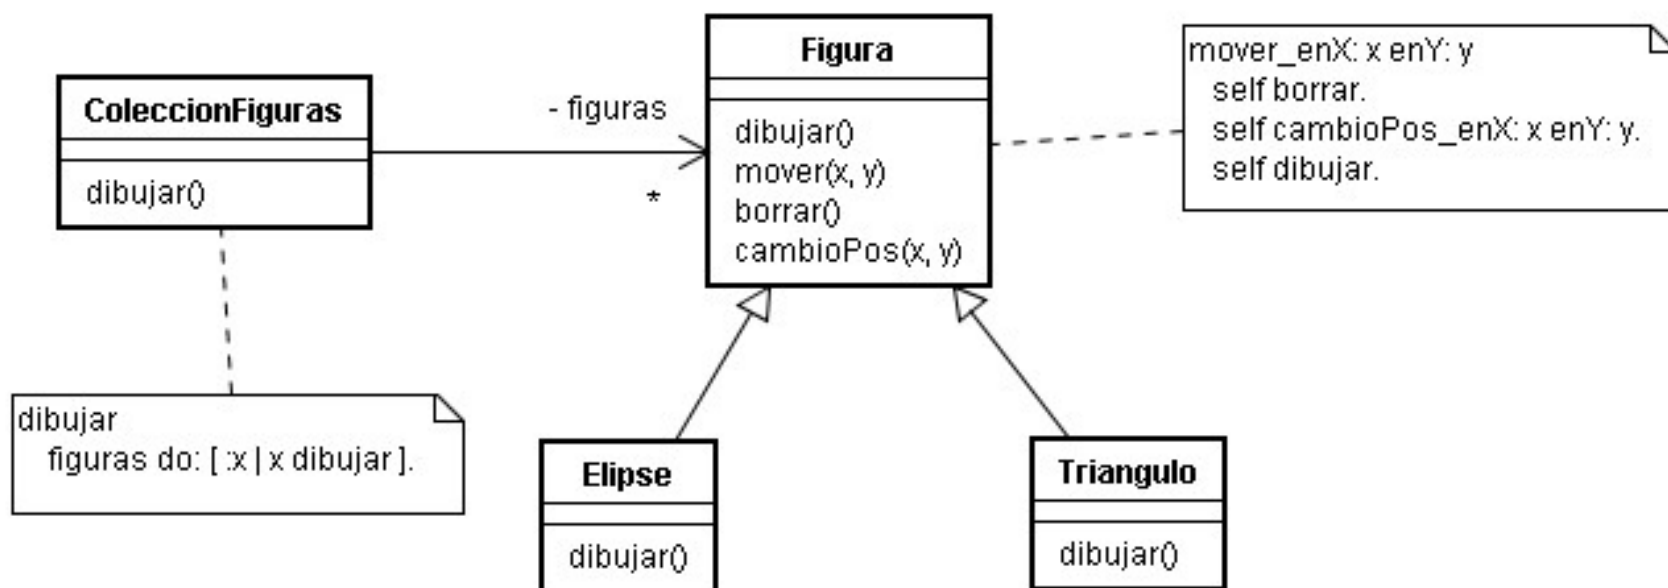 ColeccionFiguras
dibujar()
- figuras
*
Figura
dibujar()
mover(x, y)
borrar()
cambioPos(x, y)
mover_enX: x enY: y
self borrar.
self cambioPos_enX: x enY: y.
self dibujar.
dibujar
figuras do: [ :x | x dibujar ].
Elipse
dibujar()
Triangulo
dibujar()